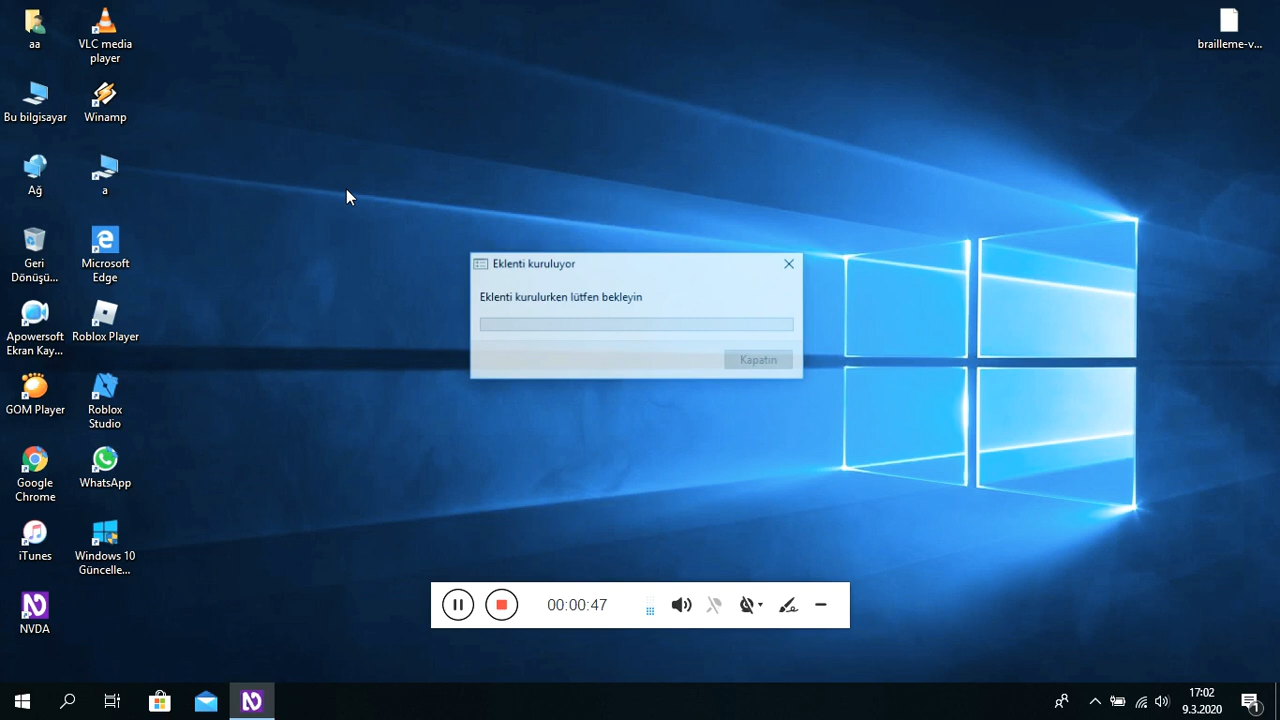 aa
VLC media
player
brailleme-v...
Bu bilgisayar
Winamp
Ağ
a
Geri
Dönüşü...
Microsoft
Edge
Eklenti kuruluyor
Eklenti kurulurken lütfen bekleyin
Kapatın
Apowersoft
Ekran Kay...
Roblox Player
GOM Player
Roblox
Studio
Google
Chrome
WhatsApp
iTunes
Windows 10
Güncelle...
NVDA
00:00:47
17:02
9.3.2020
1